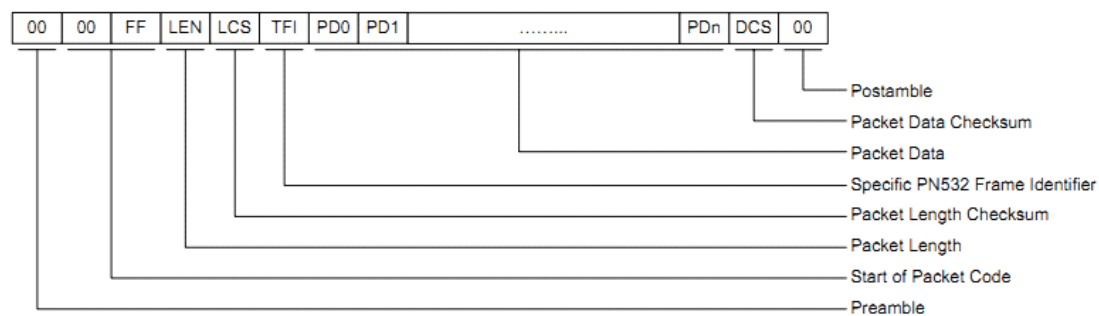 00 00 FF LEN LCS TFI PD0 PD1 ......... PDn DCS 00
Postamble
Packet Data Checksum
Packet Data
Specific PN532 Frame Identifier
Packet Length Checksum
Packet Length
Start of Packet Code
Preamble